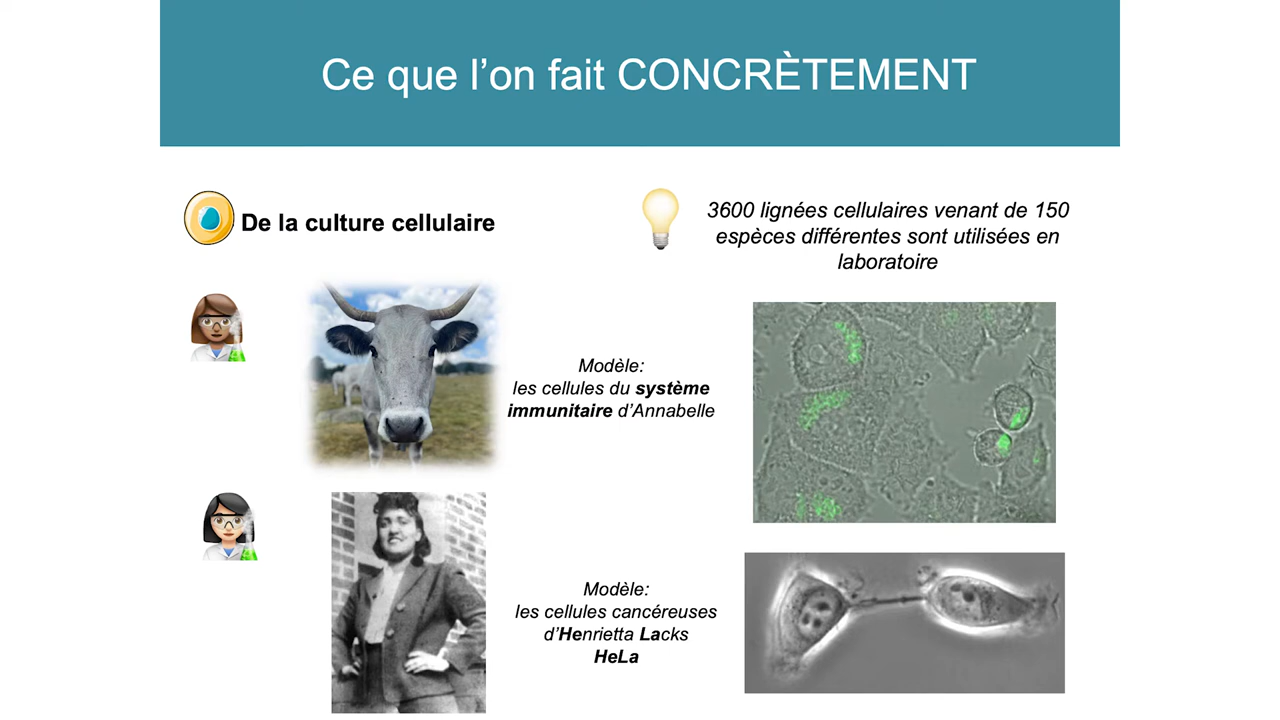 Ce que l’on fait CONCRÈTEMENT
De la culture cellulaire
3600 lignées cellulaires venant de 150
espèces différentes sont utilisées en
laboratoire
Modèle:
les cellules du système
immunitaire d’Annabelle
Modèle:
les cellules cancéreuses
d’Henrietta Lacks
HeLa